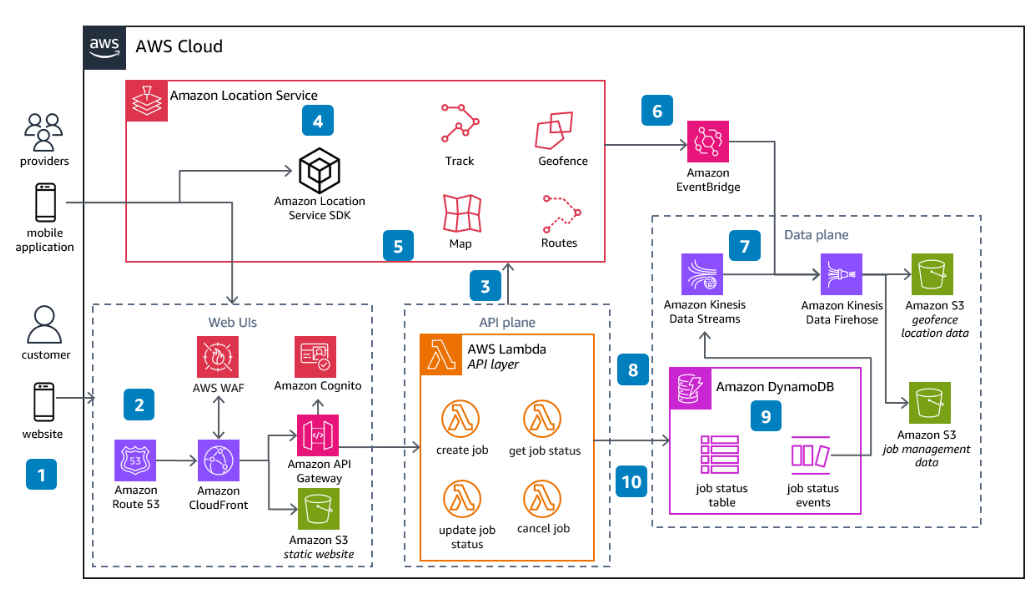 aws
AWS Cloud
providers
mobile
application
customer
website
1
Amazon Location Service
4
Amazon Location
Service SDK
Track
Geofence
Map
Routes
5
3
6
Amazon
EventBridge
Web UIs
AWS WAF
Amazon Cognito
2
53
Amazon
Route 53
Amazon
CloudFront
Amazon API
Gateway
Amazon S3
static website
API plane
AWS Lambda
API layer
create job
get job status
update job
status
cancel job
8
10
Data plane
7
Amazon Kinesis
Data Streams
Amazon Kinesis
Data Firehose
Amazon S3
geofence
location data
Amazon DynamoDB
9
job status
table
job status
events
Amazon S3
job management
data